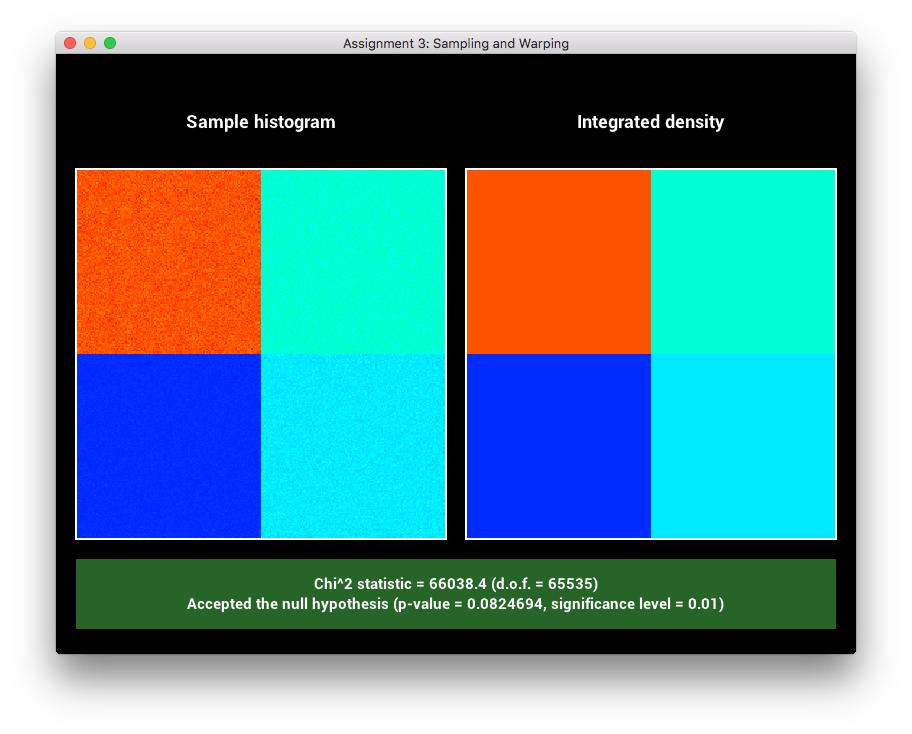 Assignment 3: Sampling and Warping
Sample histogram
Integrated density
Chi^2 statistic = 66038.4 (d.o.f. = 65535)
Accepted the null hypothesis (p-value = 0.0824694, significance level = 0.01)